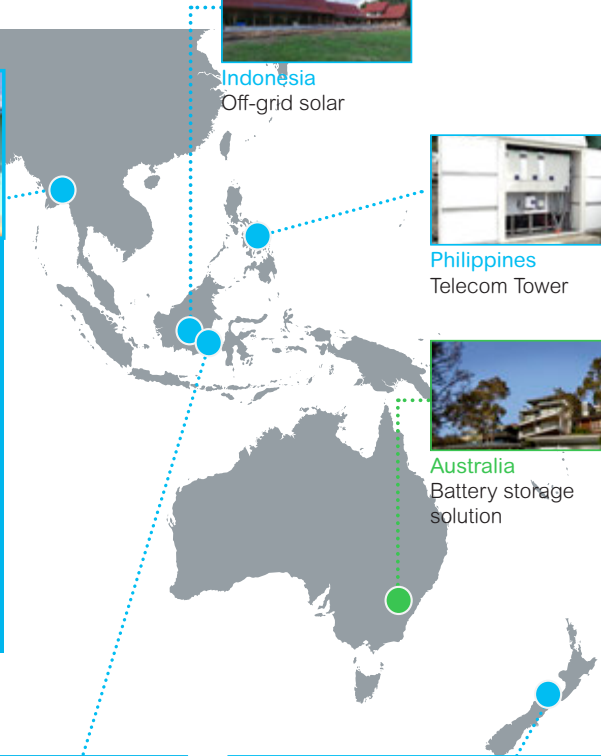 Indonesia
Off-grid solar
Philippines
Telecom Tower
Australia
Battery storage
solution